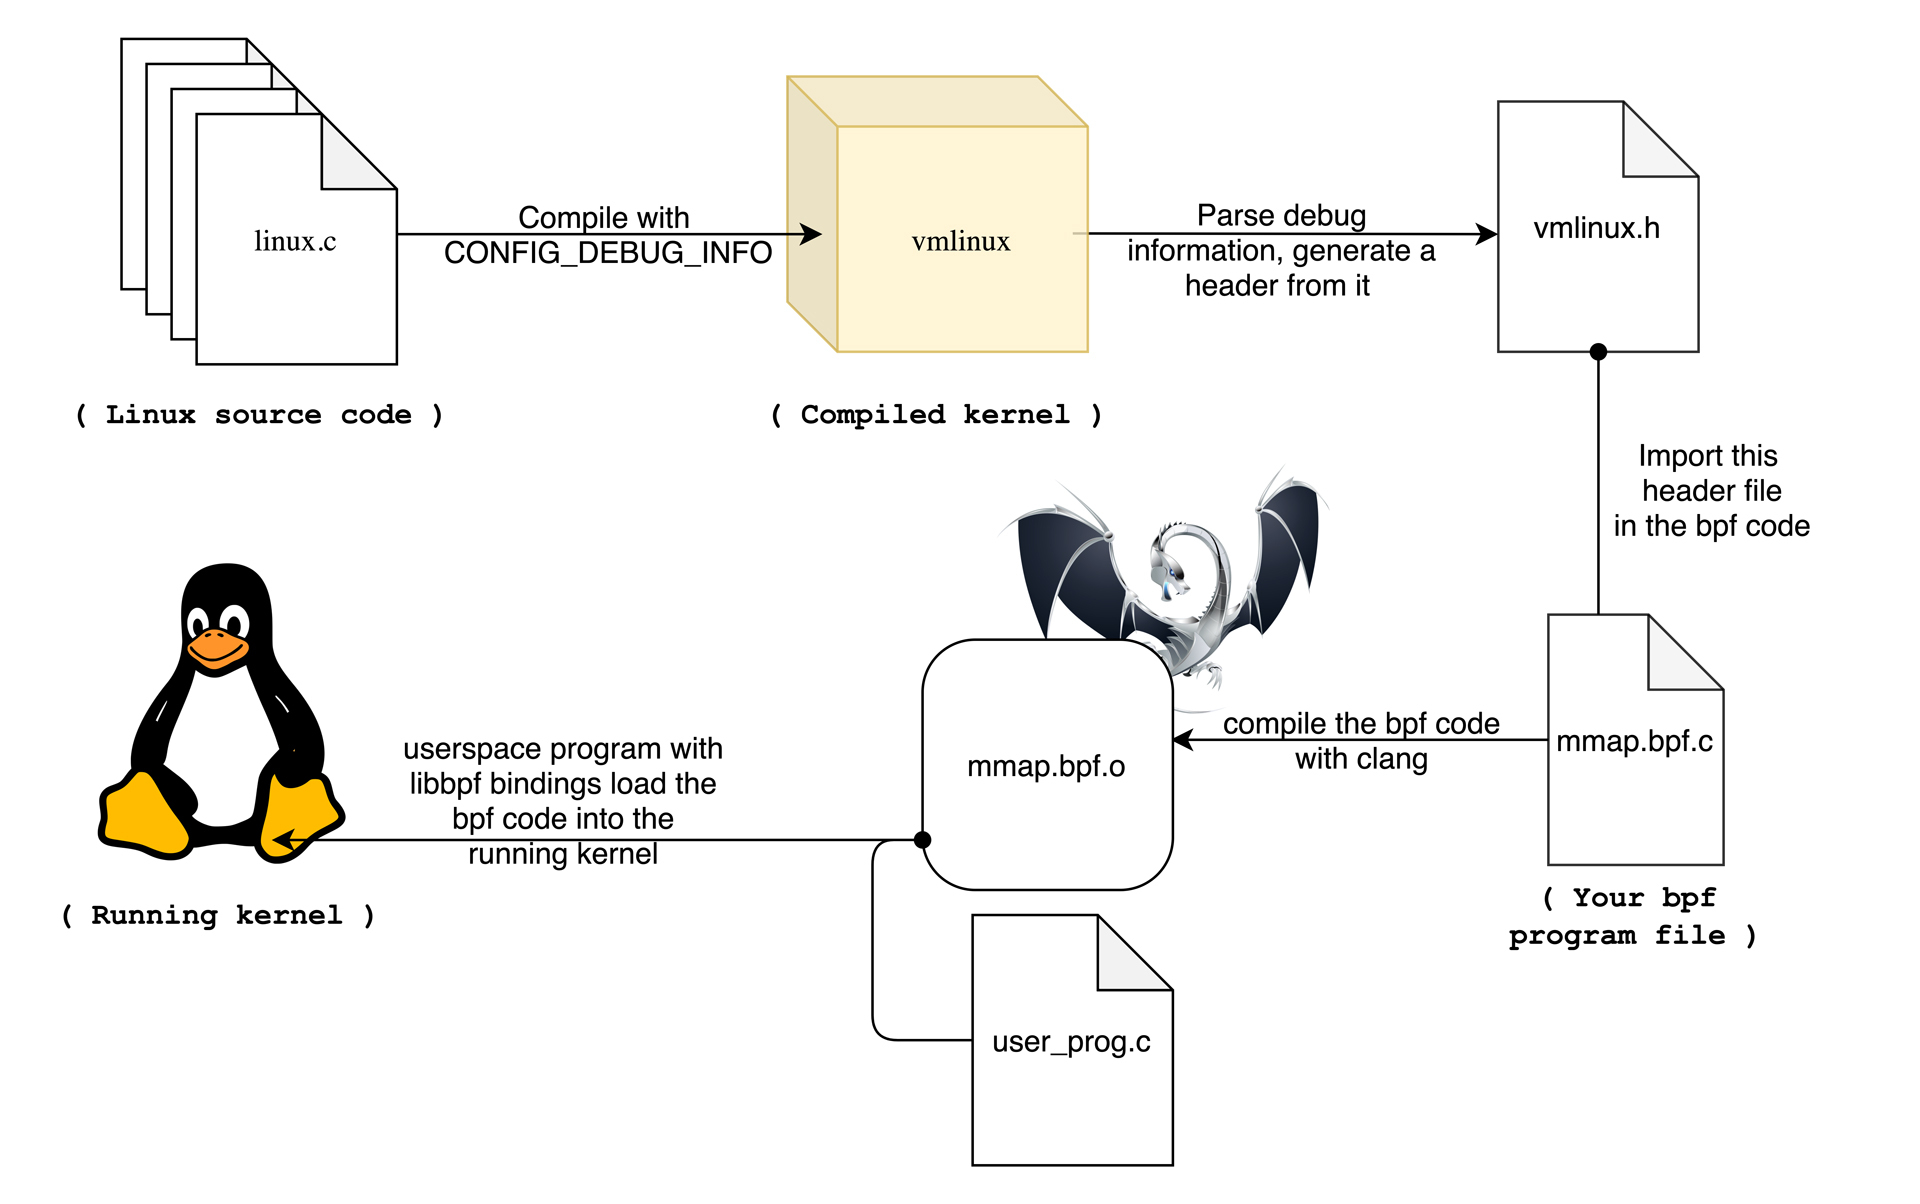 linux.c
Compile with
CONFIG_DEBUG_INFO
vmlinux
Parse debug
information, generate a
header from it
vmlinux.h
( Linux source code )
( Compiled kernel )
Import this
header file
in the bpf code
userspace program with
libbpf bindings load the
bpf code into the
running kernel
mmap.bpf.o
compile the bpf code
with clang
mmap.bpf.c
( Running kernel )
( Your bpf
program file )
user_prog.c